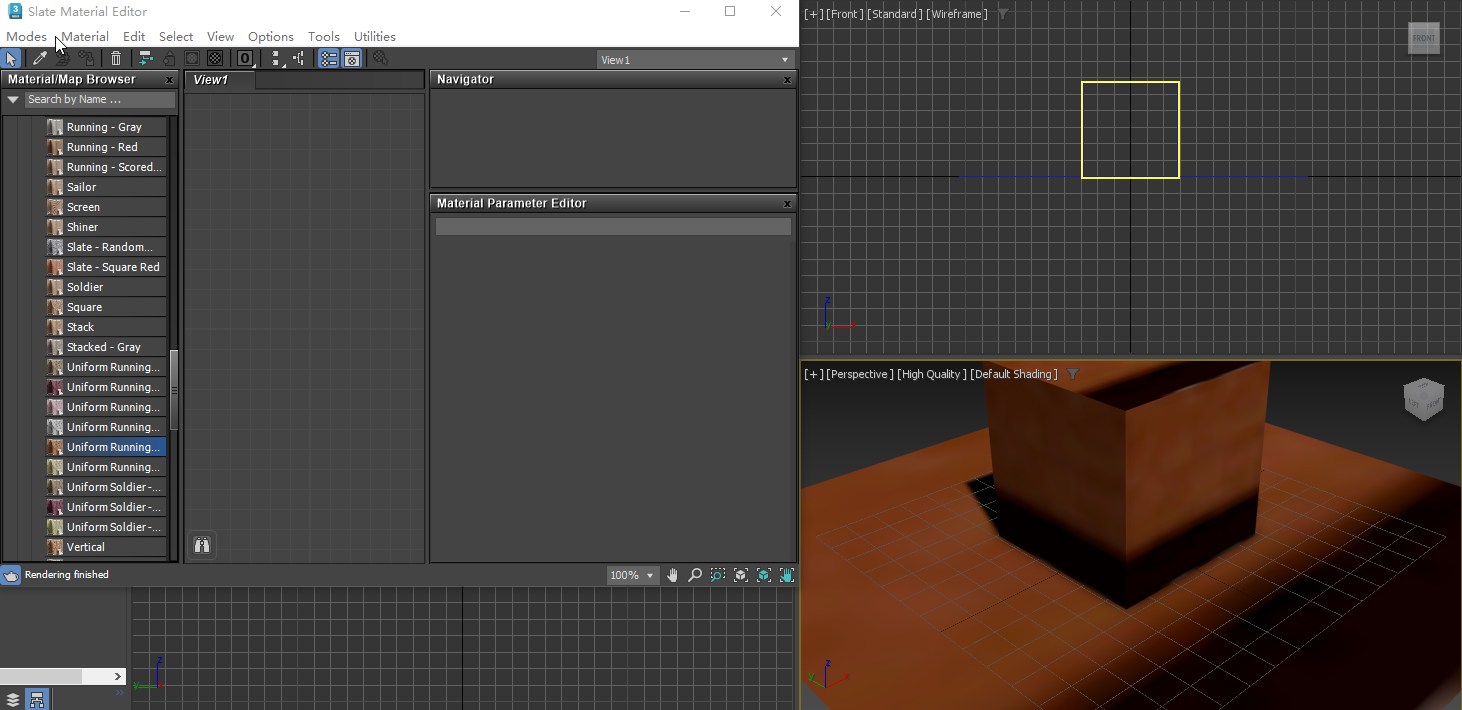 Slate Material Editor
Modes Material Edit Select View Options Tools Utilities
View1
Material/Map Browser
Search by Name ...
Running - Gray
Running - Red
Running - Scored...
Sailor
Screen
Shiner
Slate - Random...
Slate - Square Red
Soldier
Square
Stack
Stacked - Gray
Uniform Running...
Uniform Running...
Uniform Running...
Uniform Running...
Uniform Running...
Uniform Running...
Uniform Soldier -...
Uniform Soldier -...
Uniform Soldier -...
Vertical
View1
Navigator
Material Parameter Editor
Rendering finished
100%
[+] [Front] [Standard] [Wireframe]
FRONT
z
y
x
[+] [Perspective] [High Quality] [Default Shading]
z
y
x
z
y
x